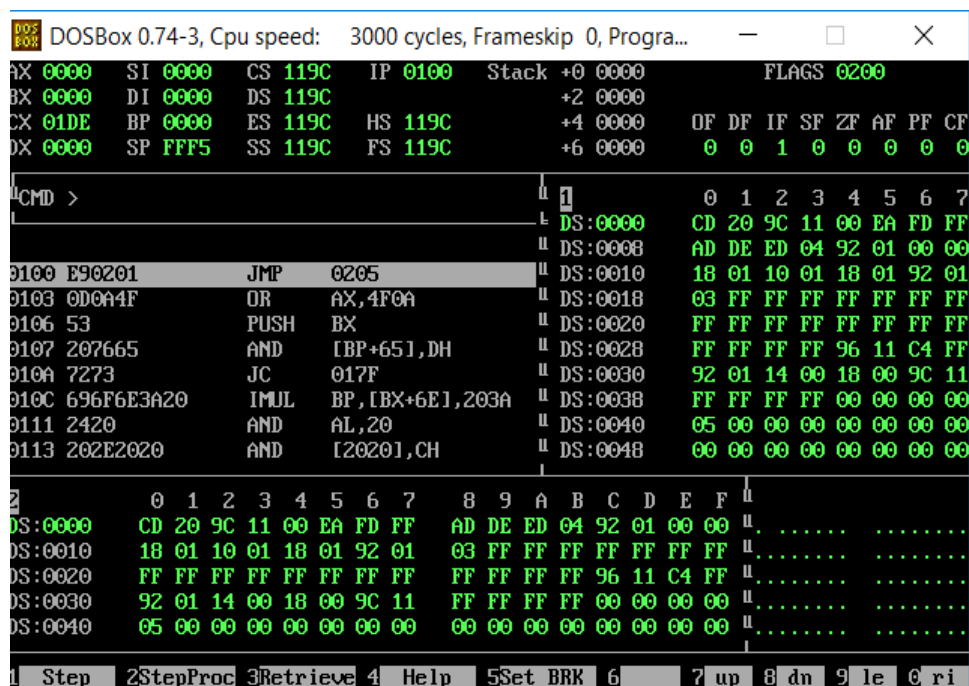 DOS BOX DOSBox 0.74-3, Cpu speed: 3000 cycles, Frameskip 0, Progra...
AX 0000 SI 0000 CS 119C IP 0100 Stack +0 0000 FLAGS 0200
BX 0000 DI 0000 DS 119C +2 0000
CX 01DE BP 0000 ES 119C HS 119C +4 0000 OF DF IF SF ZF AF PF CF
DX 0000 SP FFF5 SS 119C FS 119C +6 0000 0 0 1 0 0 0 0 0
CMD >
1 0 1 2 3 4 5 6 7
DS:0000 CD 20 9C 11 00 EA FD FF
DS:0008 AD DE ED 04 92 01 00 00
0100 E90201 JMP 0205 DS:0010 18 01 10 01 18 01 92 01
0103 0D0A4F OR AX,4F0A DS:0018 03 FF FF FF FF FF FF FF
0106 53 PUSH BX DS:0020 FF FF FF FF FF FF FF FF
0107 207665 AND [BP+65],DH DS:0028 FF FF FF FF 96 11 C4 FF
010A 7273 JC 017F DS:0030 92 01 14 00 18 00 9C 11
010C 696F6E3A20 IMUL BP,[BX+6E],203A DS:0038 FF FF FF FF 00 00 00 00
0111 2420 AND AL,20 DS:0040 05 00 00 00 00 00 00 00
0113 202E2020 AND [2020],CH DS:0048 00 00 00 00 00 00 00 00
2 0 1 2 3 4 5 6 7 8 9 A B C D E F
DS:0000 CD 20 9C 11 00 EA FD FF AD DE ED 04 92 01 00 00 . ...... .......
DS:0010 18 01 10 01 18 01 92 01 03 FF FF FF FF FF FF FF . ...... .......
DS:0020 FF FF FF FF FF FF FF FF FF FF FF FF 96 11 C4 FF . ...... .......
DS:0030 92 01 14 00 18 00 9C 11 FF FF FF FF 00 00 00 00 . ...... .......
DS:0040 05 00 00 00 00 00 00 00 00 00 00 00 00 00 00 00 . ...... .......
1 Step 2StepProc 3Retrieve 4 Help 5Set BRK 6 7 up 8 dn 9 le 0 ri